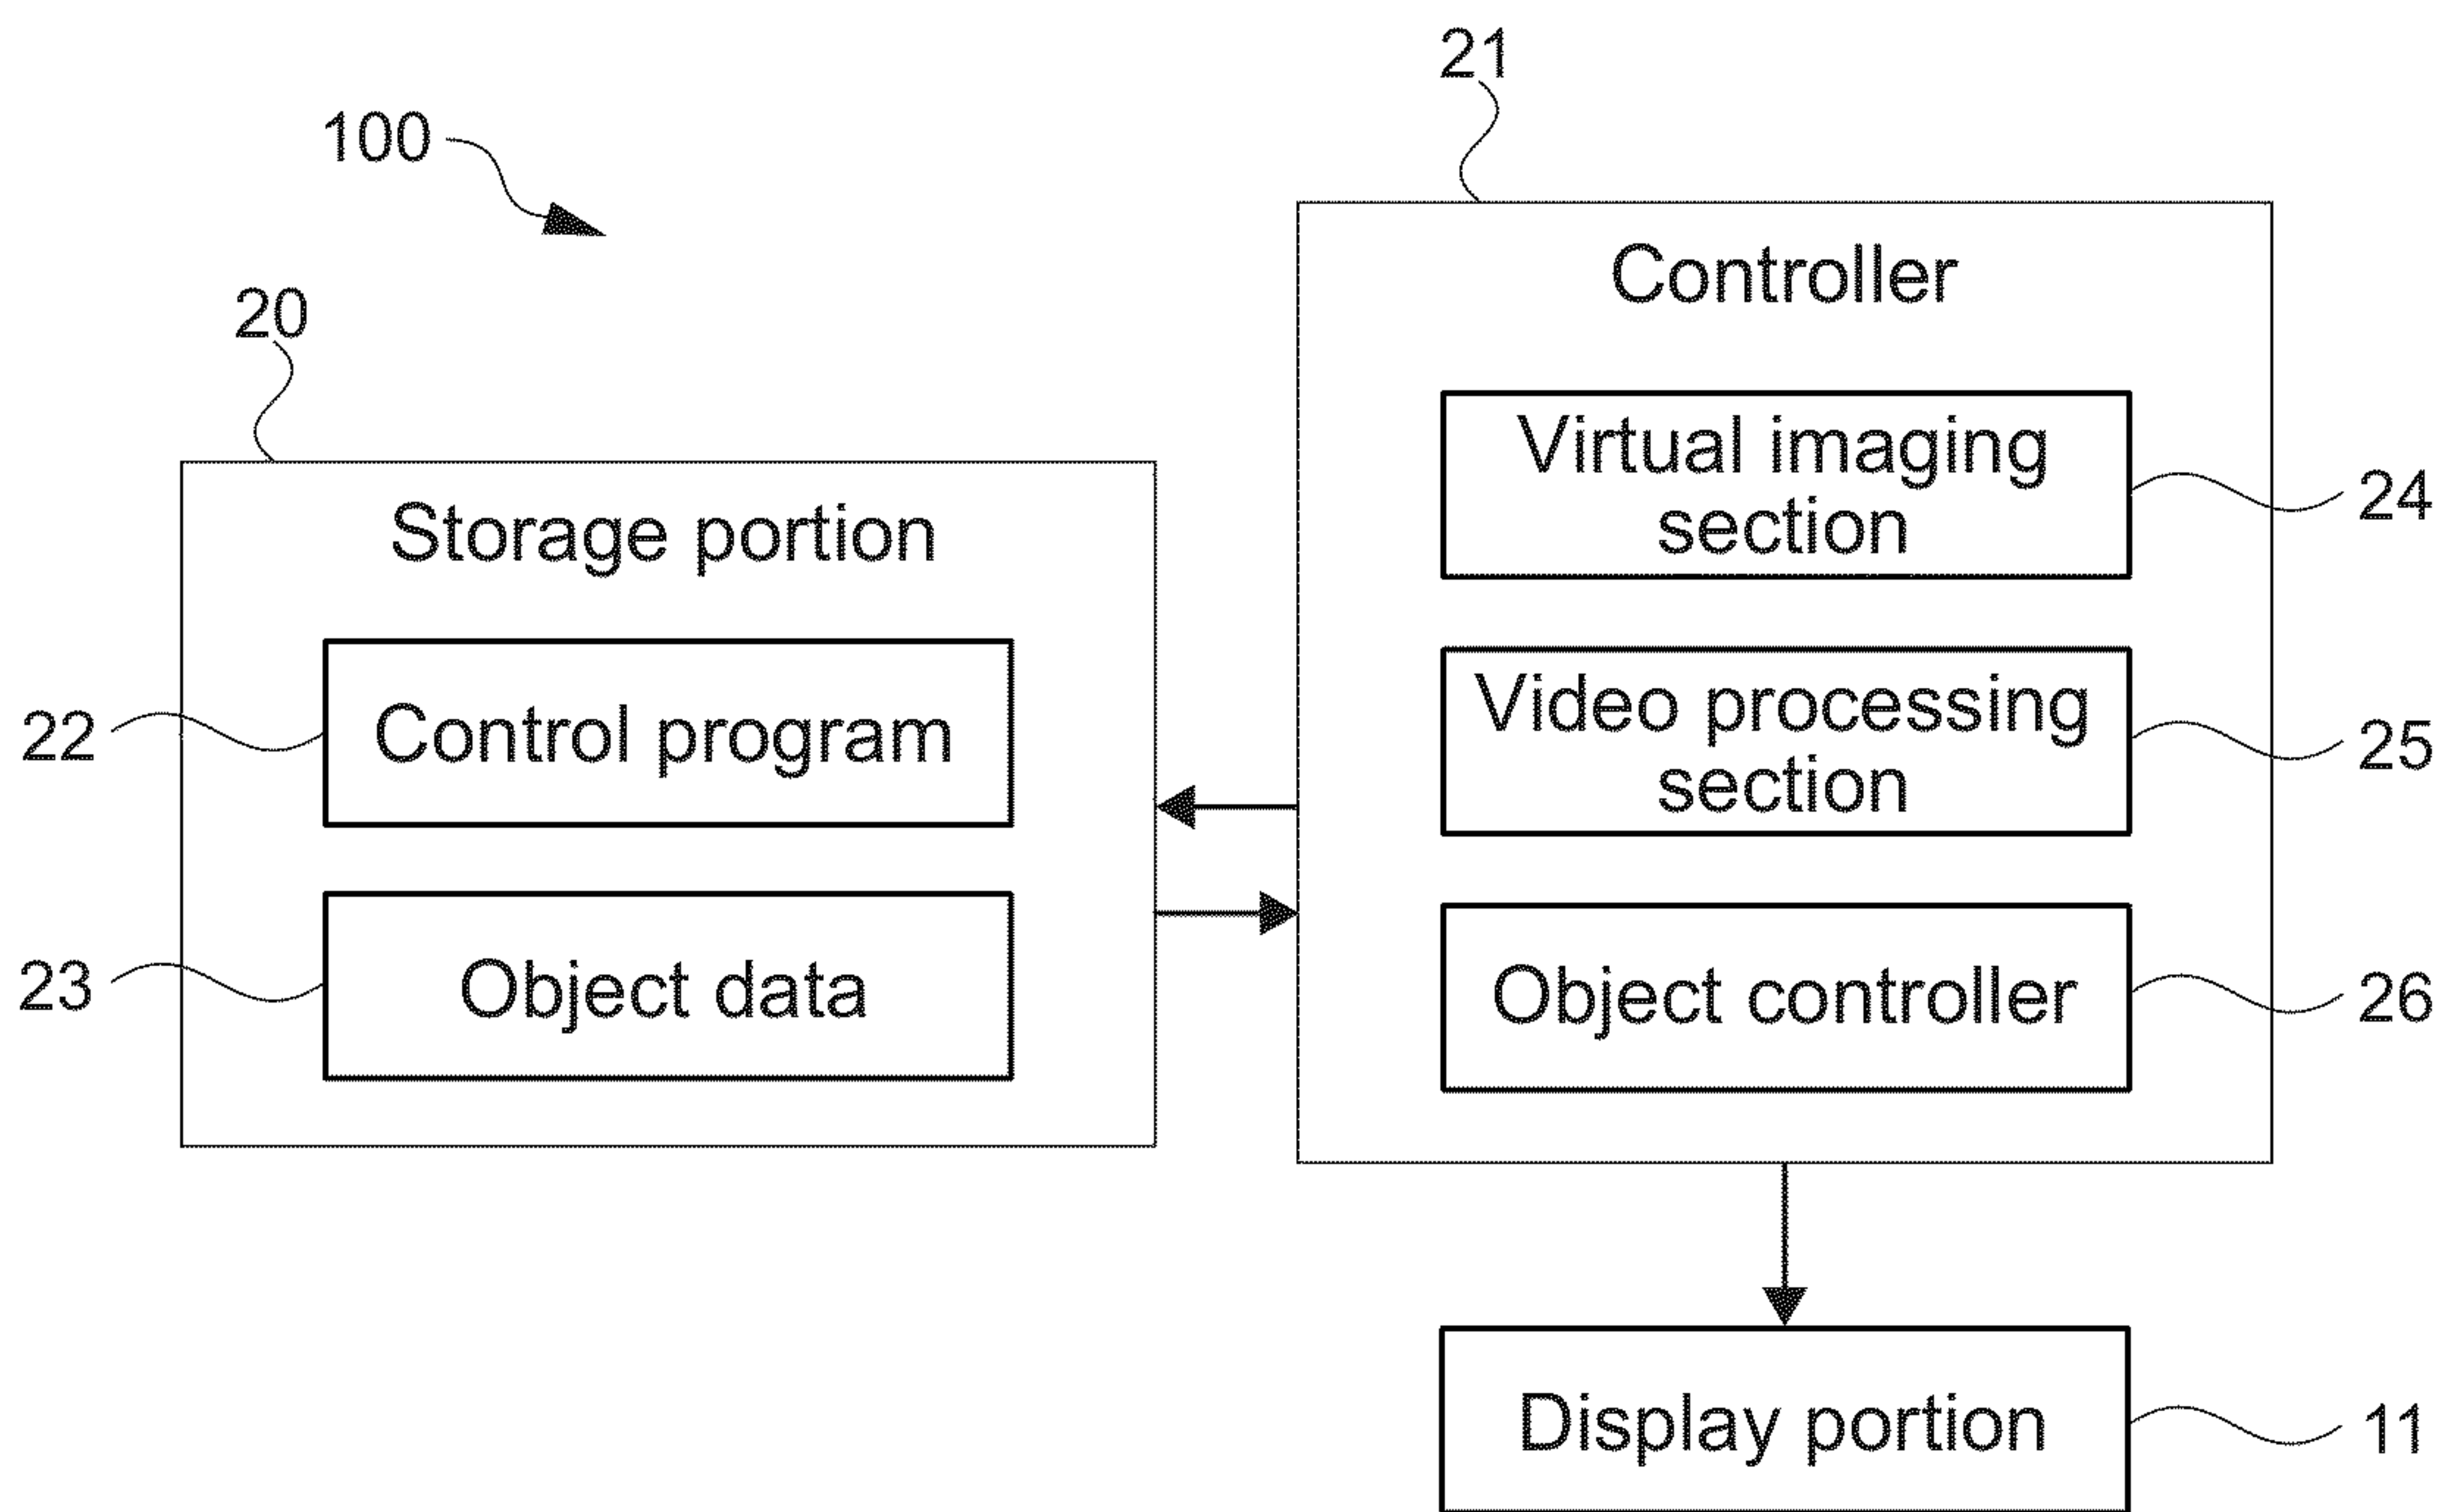 21
100
Controller
20
Virtual imaging
section
24
Storage portion
Control program
22
Video processing
section
25
Object data
23
Object controller
26
Display portion
11